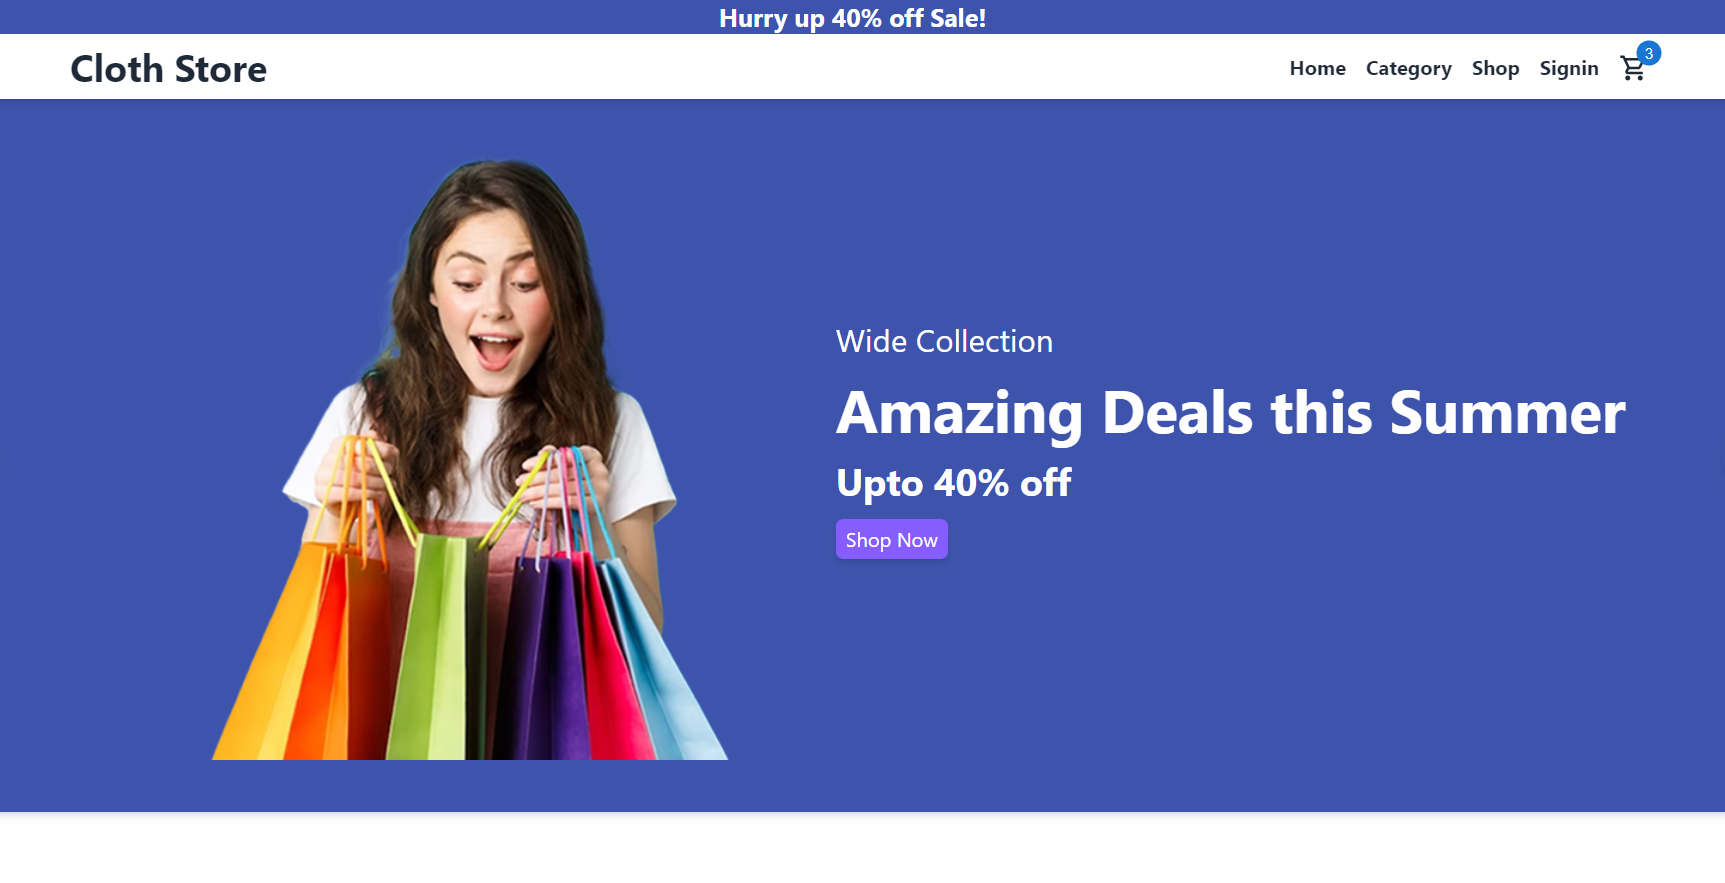 Hurry up 40% off Sale!
Cloth Store
Home Category Shop Signin 3
Wide Collection
Amazing Deals this Summer
Upto 40% off
Shop Now